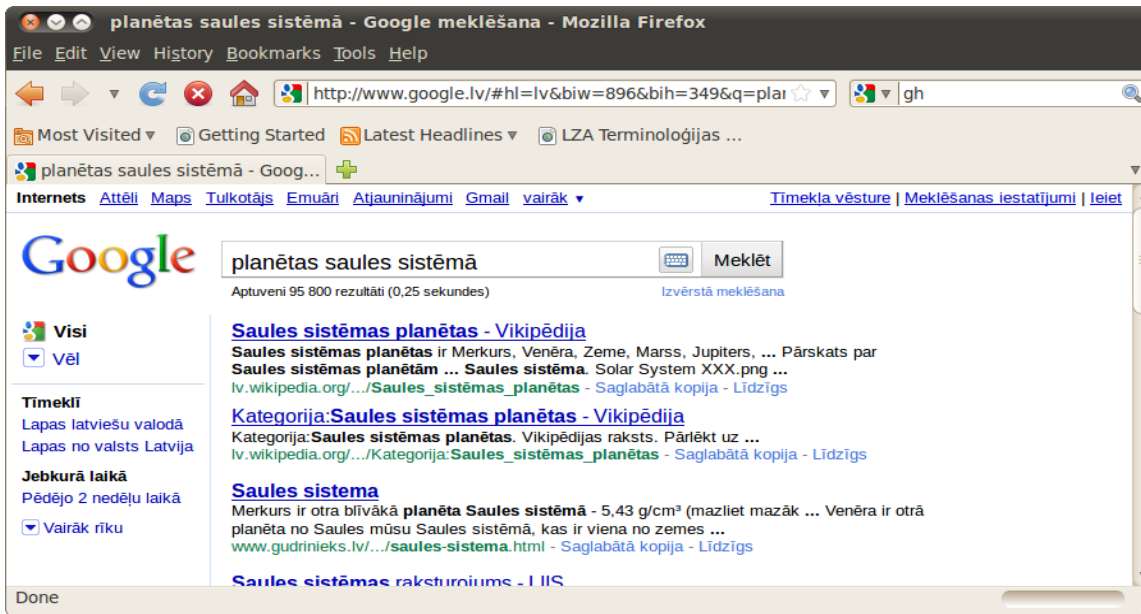 planētas saules sistēmā - Google meklēšana - Mozilla Firefox
File Edit View History Bookmarks Tools Help
http://www.google.lv/#hl=lv&biw=896&bih=349&q=plar gh
Most Visited Getting Started Latest Headlines LZA Terminoloģijas ...
planētas saules sistēmā - Goog...
Internets Attēli Maps Tulkotājs Emuāri Atjauninājumi Gmail vairāk Tīmekļa vēsture | Meklēšanas iestatījumi | Ieiet
Google planētas saules sistēmā Meklēt
Aptuveni 95 800 rezultāti (0,25 sekundes) Izvērstā meklēšana
Visi
Vēl
Tīmeklī
Lapas latviešu valodā
Lapas no valsts Latvija
Jebkurā laikā
Pēdējo 2 nedēļu laikā
Vairāk rīku
Saules sistēmas planētas - Vikipēdija
Saules sistēmas planētas ir Merkurs, Venēra, Zeme, Marss, Jupiters, ... Pārskats par
Saules sistēmas planētām ... Saules sistēma. Solar System XXX.png ...
lv.wikipedia.org/.../Saules_sistēmas_planētas - Saglabātā kopija - Līdzīgs
Kategorija:Saules sistēmas planētas - Vikipēdija
Kategorija:Saules sistēmas planētas. Vikipēdijas raksts. Pārlēkt uz ...
lv.wikipedia.org/.../Kategorija:Saules_sistēmas_planētas - Saglabātā kopija - Līdzīgs
Saules sistema
Merkurs ir otra blīvākā planēta Saules sistēmā - 5,43 g/cm³ (mazliet mazāk ... Venēra ir otrā
planēta no Saules mūsu Saules sistēmā, kas ir viena no zemes ...
www.gudrinieks.lv/.../saules-sistema.html - Saglabātā kopija - Līdzīgs
Saules sistēmas raksturojums - LIIS
Done